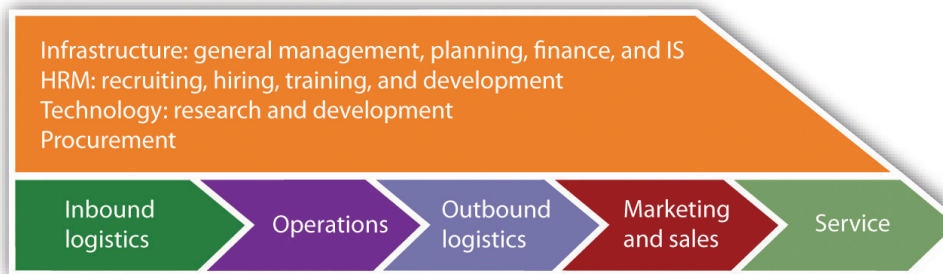 Infrastructure: general management, planning, finance, and IS
HRM: recruiting, hiring, training, and development
Technology: research and development
Procurement
Inbound
logistics
Operations
Outbound
logistics
Marketing
and sales
Service